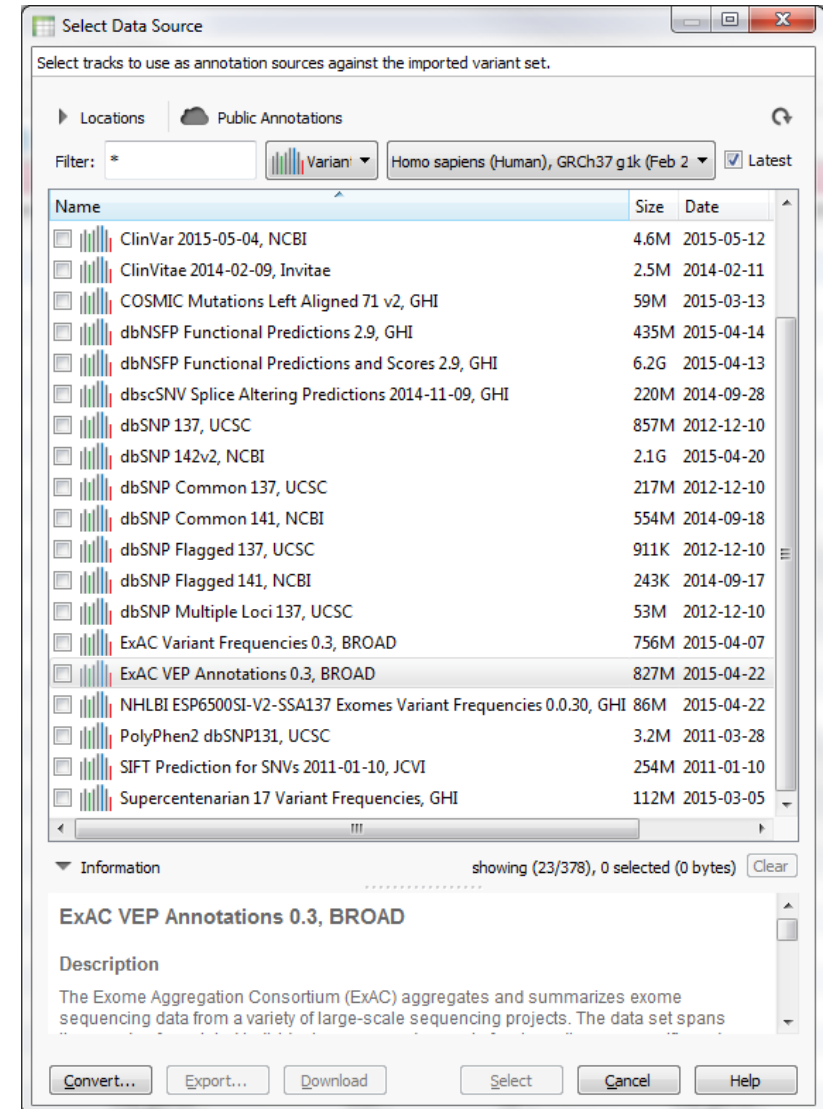 Select Data Source
Select tracks to use as annotation sources against the imported variant set.
Locations Public Annotations
Filter: * Varian Homo sapiens (Human), GRCh37 g1k (Feb 2 Latest
Name Size Date
ClinVar 2015-05-04, NCBI 4.6M 2015-05-12
ClinVitae 2014-02-09, Invitae 2.5M 2014-02-11
COSMIC Mutations Left Aligned 71 v2, GHI 59M 2015-03-13
dbNSFP Functional Predictions 2.9, GHI 435M 2015-04-14
dbNSFP Functional Predictions and Scores 2.9, GHI 6.2G 2015-04-13
dbscSNV Splice Altering Predictions 2014-11-09, GHI 220M 2014-09-28
dbSNP 137, UCSC 857M 2012-12-10
dbSNP 142v2, NCBI 2.1G 2015-04-20
dbSNP Common 137, UCSC 217M 2012-12-10
dbSNP Common 141, NCBI 554M 2014-09-18
dbSNP Flagged 137, UCSC 911K 2012-12-10
dbSNP Flagged 141, NCBI 243K 2014-09-17
dbSNP Multiple Loci 137, UCSC 53M 2012-12-10
ExAC Variant Frequencies 0.3, BROAD 756M 2015-04-07
ExAC VEP Annotations 0.3, BROAD 827M 2015-04-22
NHLBI ESP6500SI-V2-SSA137 Exomes Variant Frequencies 0.0.30, GHI 86M 2015-04-22
PolyPhen2 dbSNP131, UCSC 3.2M 2011-03-28
SIFT Prediction for SNVs 2011-01-10, JCVI 254M 2011-01-10
Supercentenarian 17 Variant Frequencies, GHI 112M 2015-03-05
Information showing (23/378), 0 selected (0 bytes) Clear
ExAC VEP Annotations 0.3, BROAD
Description
The Exome Aggregation Consortium (ExAC) aggregates and summarizes exome
sequencing data from a variety of large-scale sequencing projects. The data set spans
Convert... Export... Download Select Cancel Help